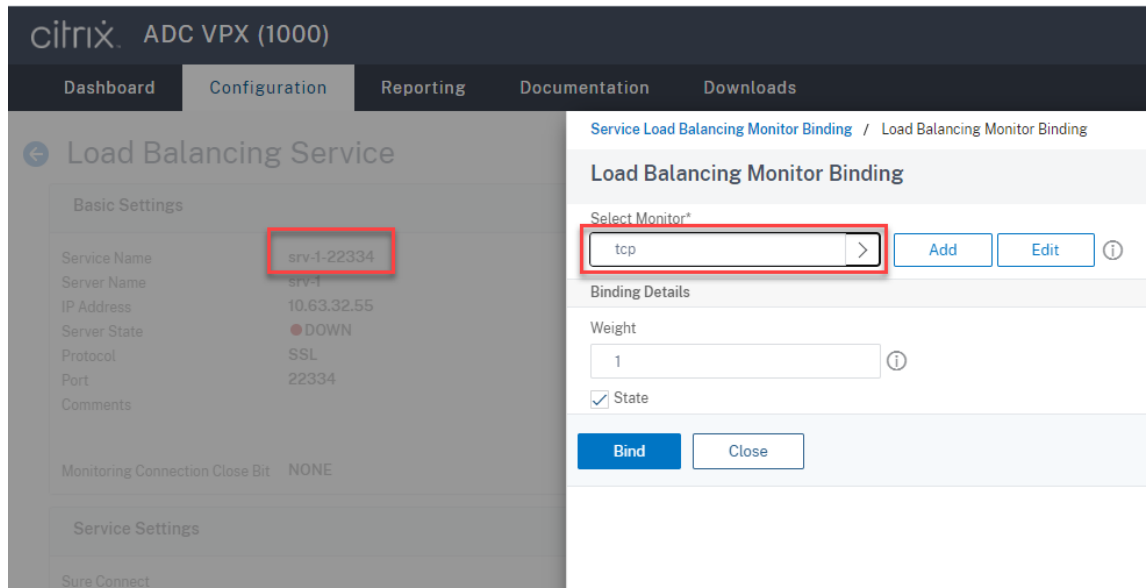 citrix. ADC VPX (1000)
Dashboard Configuration Reporting Documentation Downloads
Load Balancing Service
Basic Settings
Service Name srv-1-22334
Server Name srv-1
IP Address 10.63.32.55
Server State DOWN
Protocol SSL
Port 22334
Comments
Monitoring Connection Close Bit NONE
Service Settings
Sure Connect
Service Load Balancing Monitor Binding / Load Balancing Monitor Binding
Load Balancing Monitor Binding
Select Monitor*
tcp > Add Edit
Binding Details
Weight
1
State
Bind Close